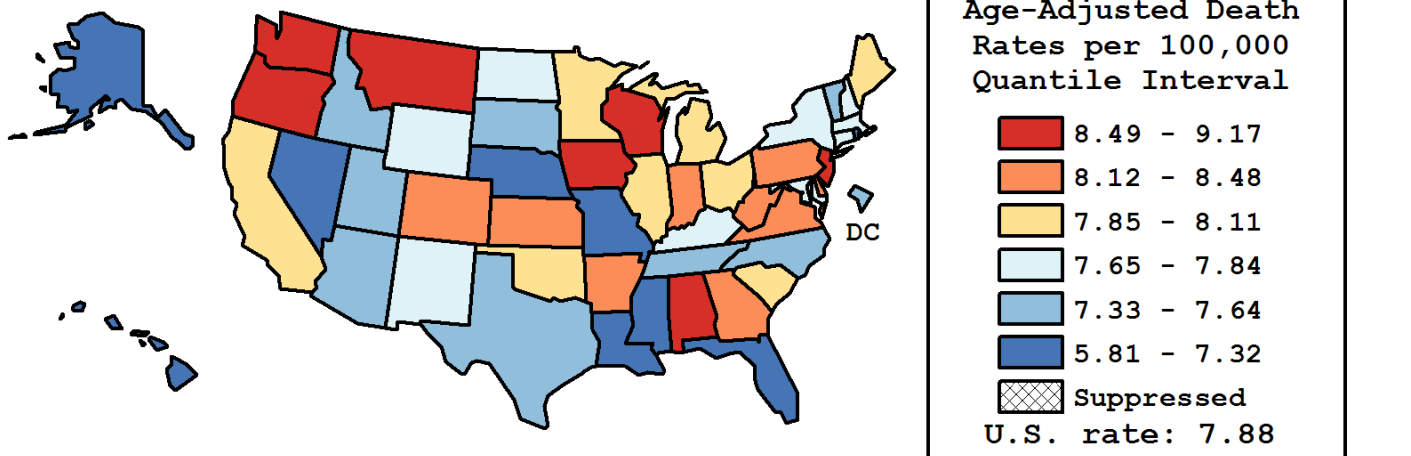 DC
Age-Adjusted Death
Rates per 100,000
Quantile Interval
8.49 - 9.17
8.12 - 8.48
7.85 - 8.11
7.65 - 7.84
7.33 - 7.64
5.81 - 7.32
Suppressed
U.S. rate: 7.88